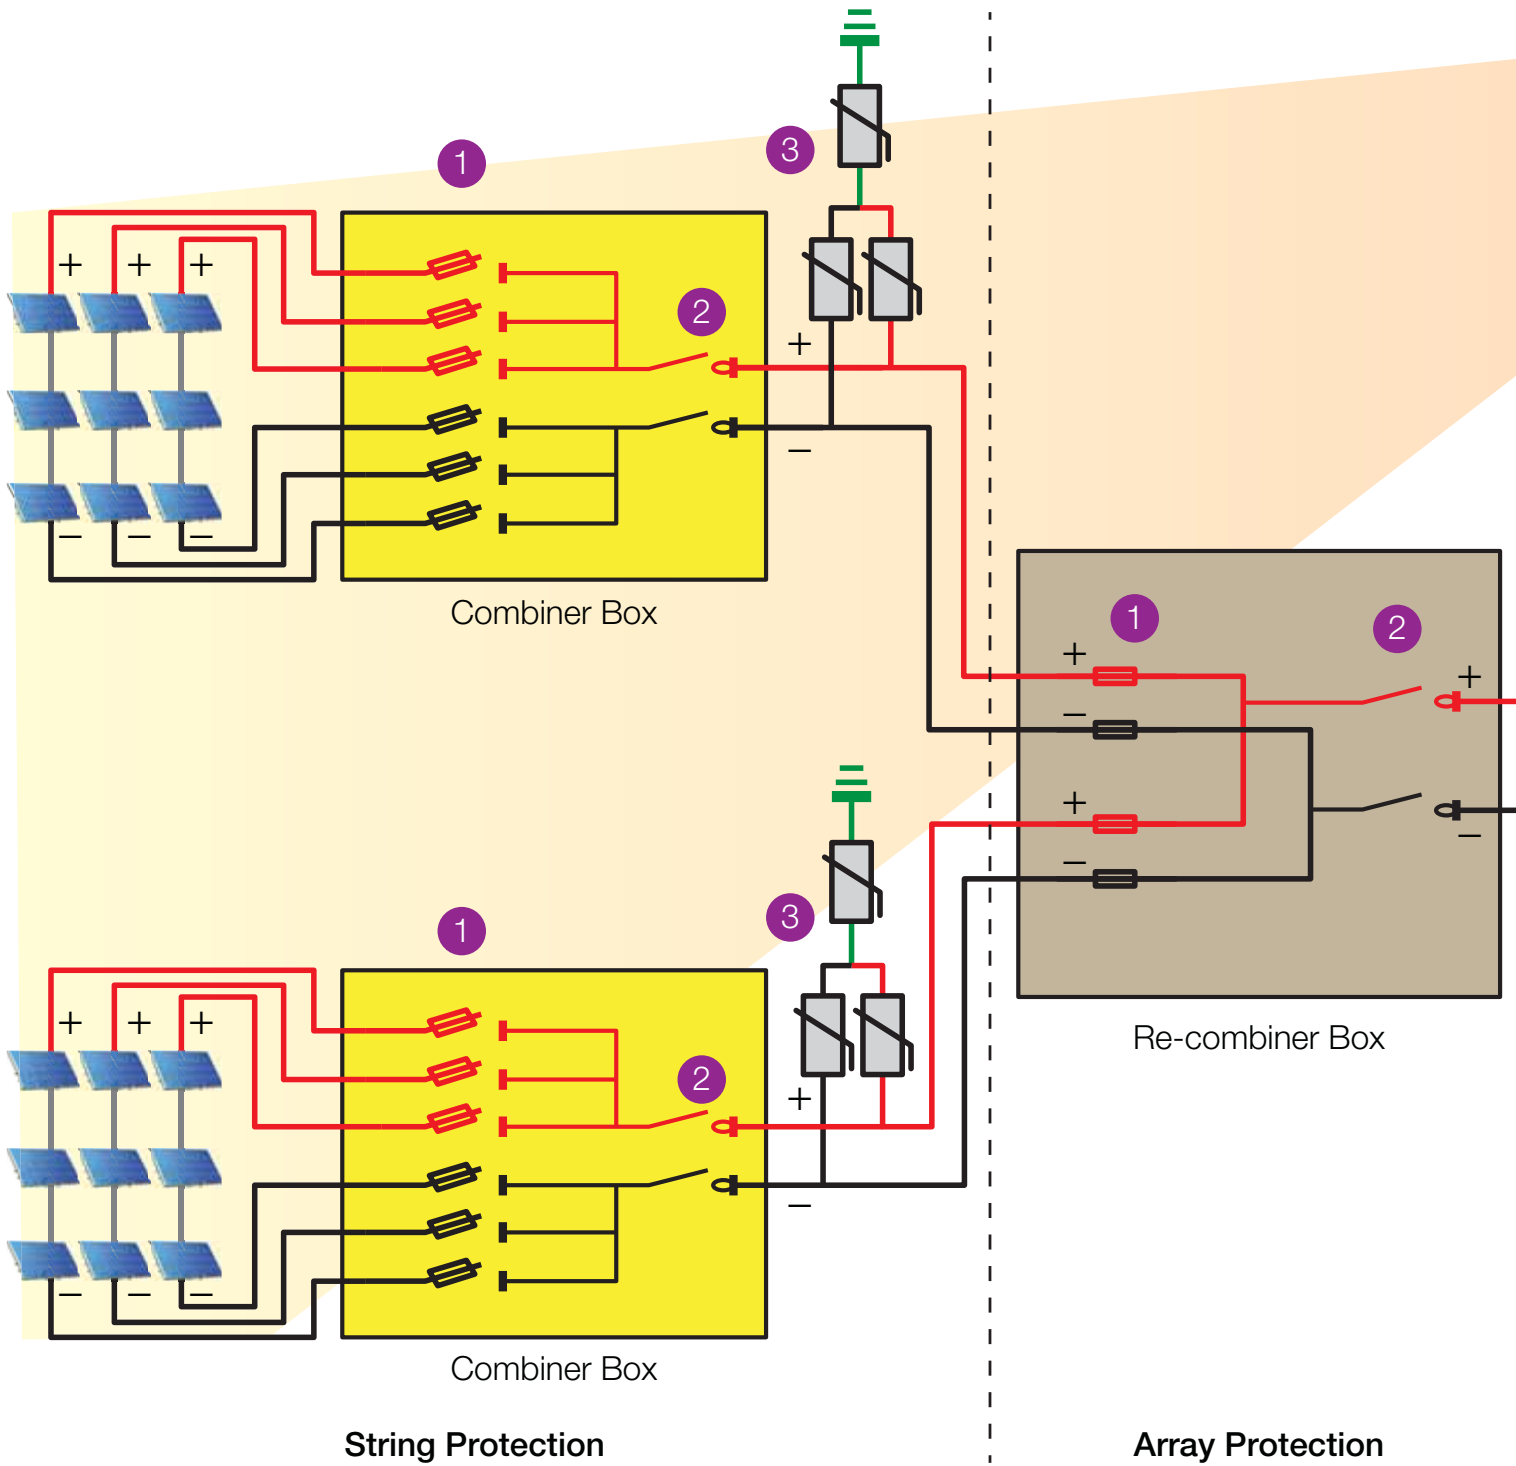 1
3
+ + +
2
+
−
− − −
Combiner Box
1
2
+
+
−
+
−
−
1
3
+ + +
2
+
−
− − −
Combiner Box
Re-combiner Box
String Protection
Array Protection